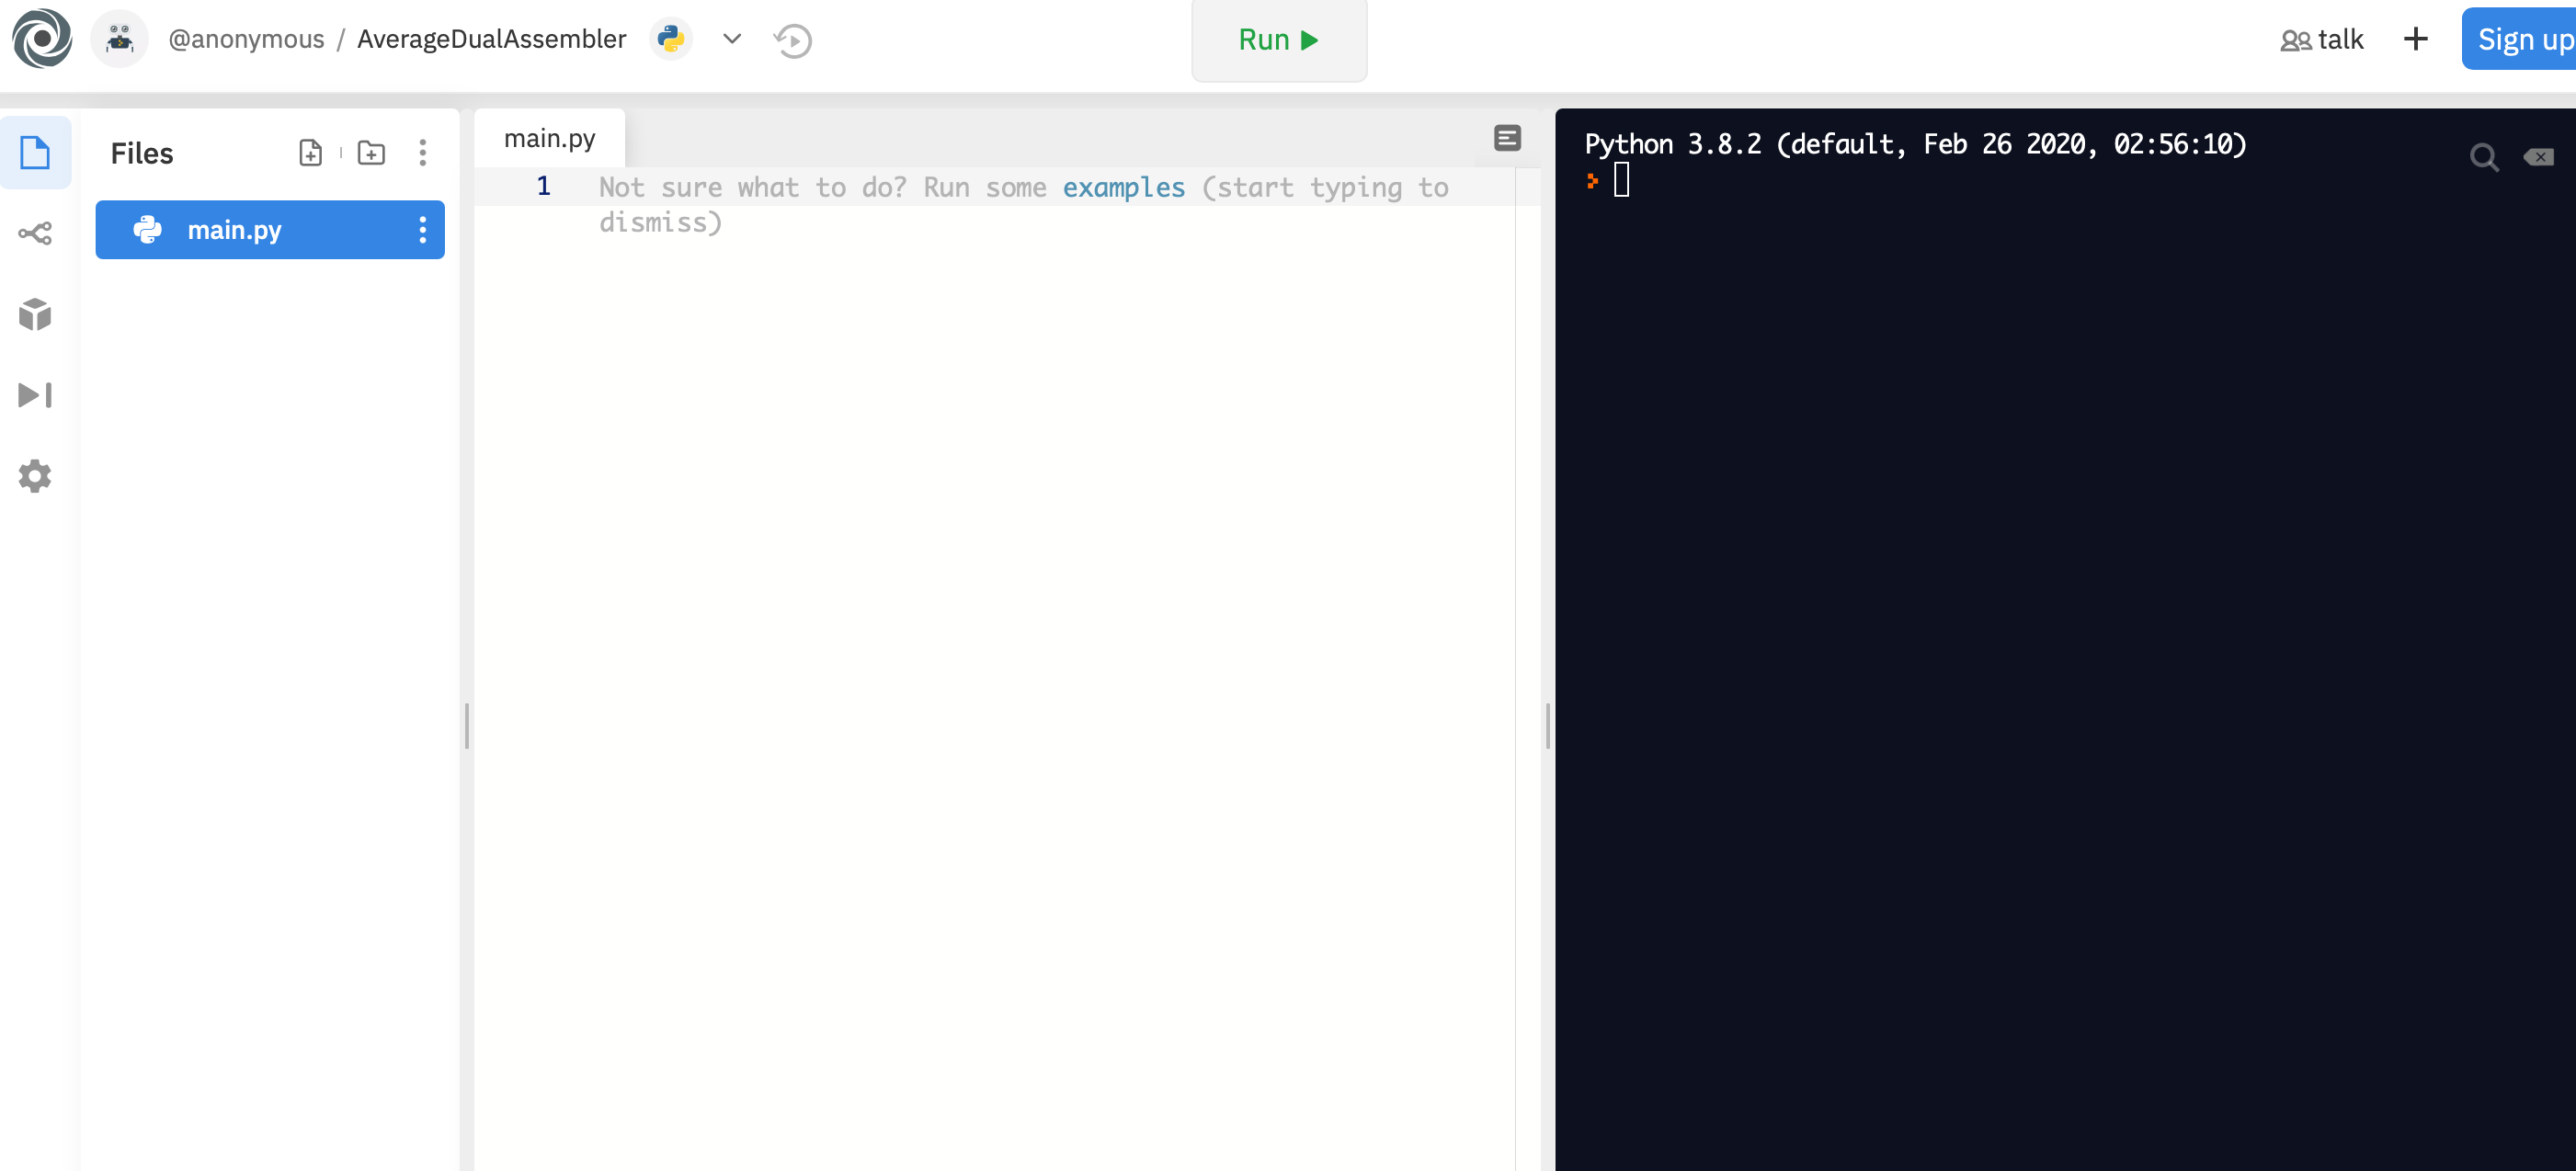 @anonymous / AverageDualAssembler
Run
talk
Sign up
Files
main.py
main.py
1 Not sure what to do? Run some examples (start typing to
dismiss)
Python 3.8.2 (default, Feb 26 2020, 02:56:10)